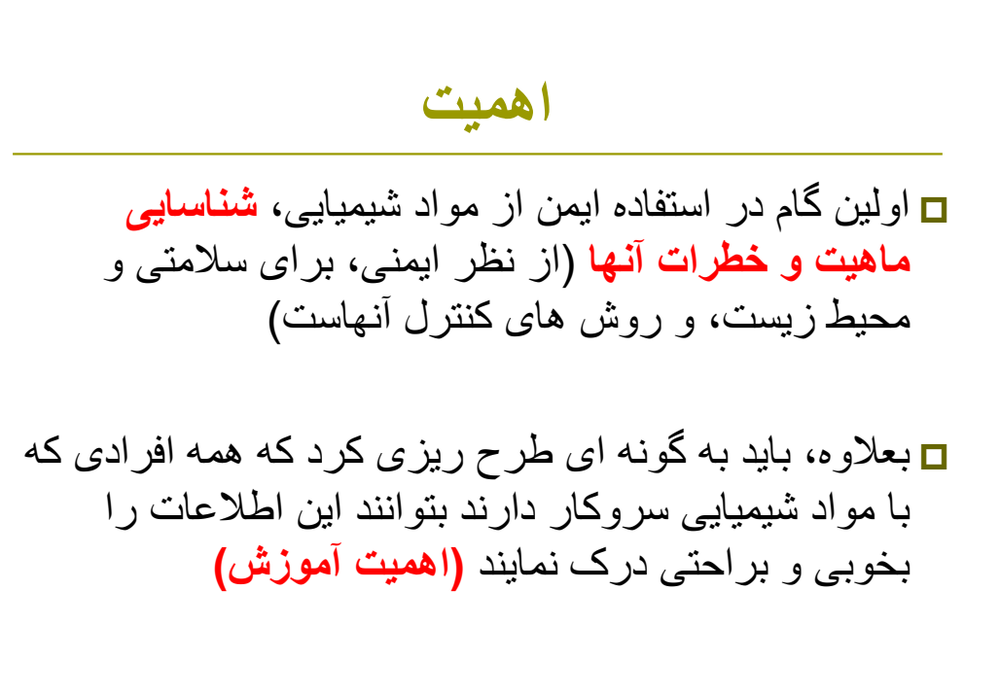 اهمیت
اولین گام در استفاده ایمن از مواد شیمیایی، شناسایی
ماهیت و خطرات آنها (از نظر ایمنی، برای سلامتی و
محیط زیست، و روش های کنترل آنهاست)
بعلاوه، باید به گونه ای طرح ریزی کرد که همه افرادی که
با مواد شیمیایی سروکار دارند بتوانند این اطلاعات را
بخوبی و براحتی درک نمایند (اهمیت آموزش)